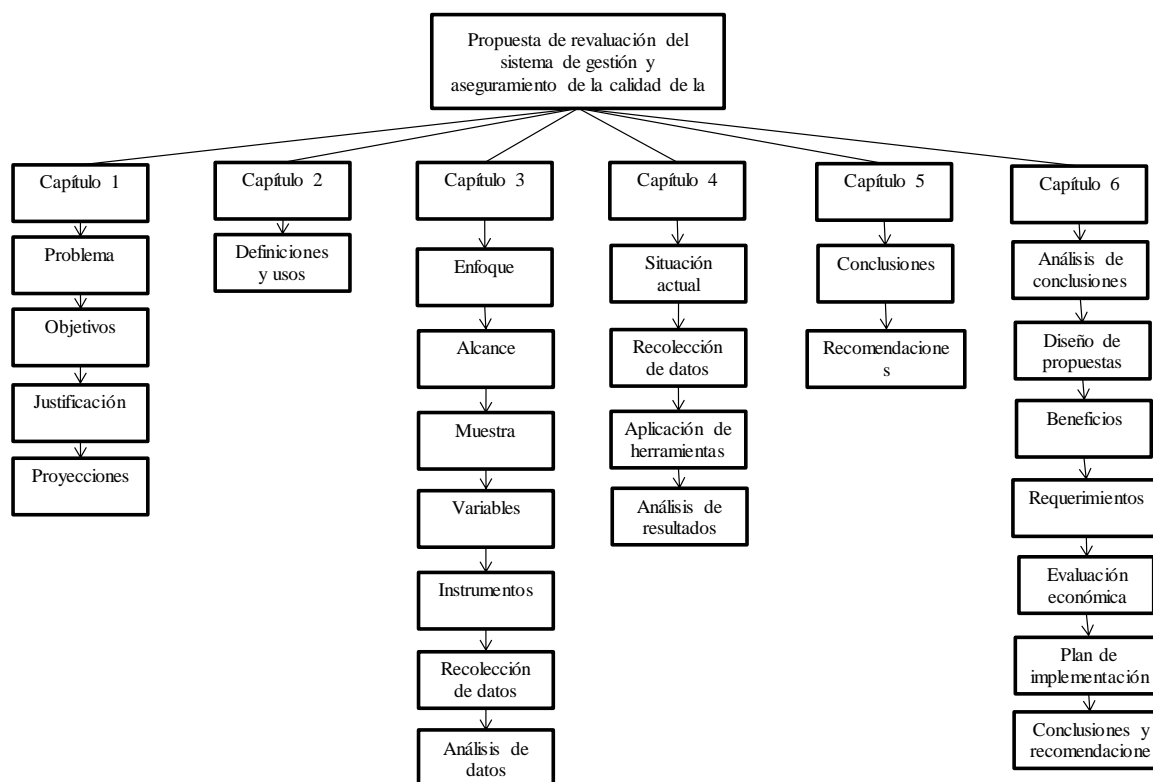 Propuesta de revaluación del
sistema de gestión y
aseguramiento de la calidad de la
Capítulo 1
Problema
Objetivos
Justificación
Proyecciones
Capítulo 2
Definiciones
y usos
Capítulo 3
Enfoque
Alcance
Muestra
Variables
Instrumentos
Recolección
de datos
Análisis de
datos
Capítulo 4
Situación
actual
Recolección
de datos
Aplicación de
herramientas
Análisis de
resultados
Capítulo 5
Conclusiones
Recomendacione
s
Capítulo 6
Análisis de
conclusiones
Diseño de
propuestas
Beneficios
Requerimientos
Evaluación
económica
Plan de
implementación
Conclusiones y
recomendacione